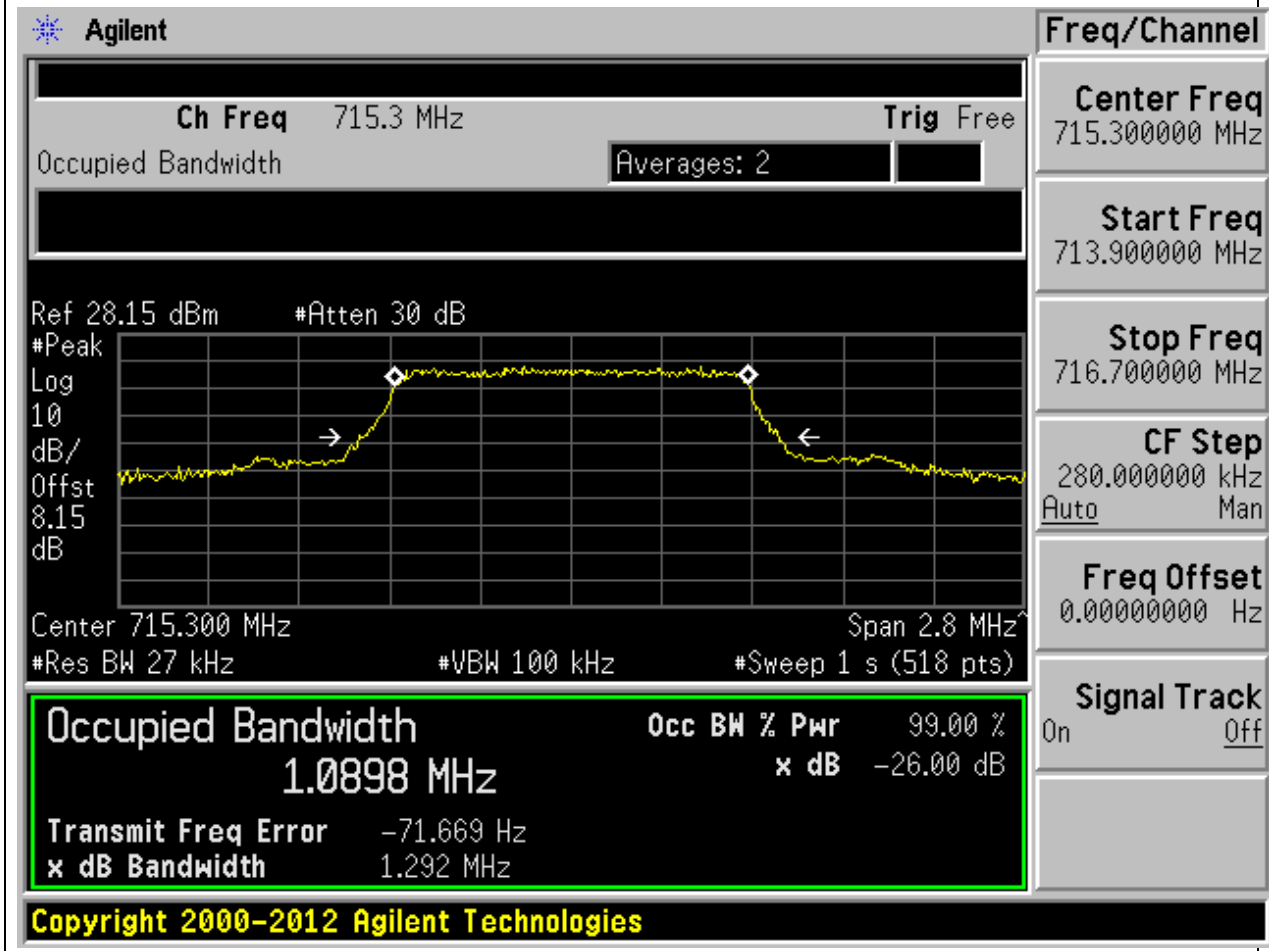 Agilent
Freq/Channel
Ch Freq 715.3 MHz Trig Free
Occupied Bandwidth Averages: 2
Center Freq
715.300000 MHz
Start Freq
713.900000 MHz
Stop Freq
716.700000 MHz
CF Step
280.000000 kHz
Auto Man
Freq Offset
0.00000000 Hz
Signal Track
On Off
Ref 28.15 dBm #Atten 30 dB
#Peak
Log
10
dB/
Offst
8.15
dB
Center 715.300 MHz Span 2.8 MHz^
#Res BW 27 kHz #VBW 100 kHz #Sweep 1 s (518 pts)
Occupied Bandwidth Occ BW % Pwr 99.00 %
1.0898 MHz x dB -26.00 dB
Transmit Freq Error -71.669 Hz
x dB Bandwidth 1.292 MHz
Copyright 2000-2012 Agilent Technologies